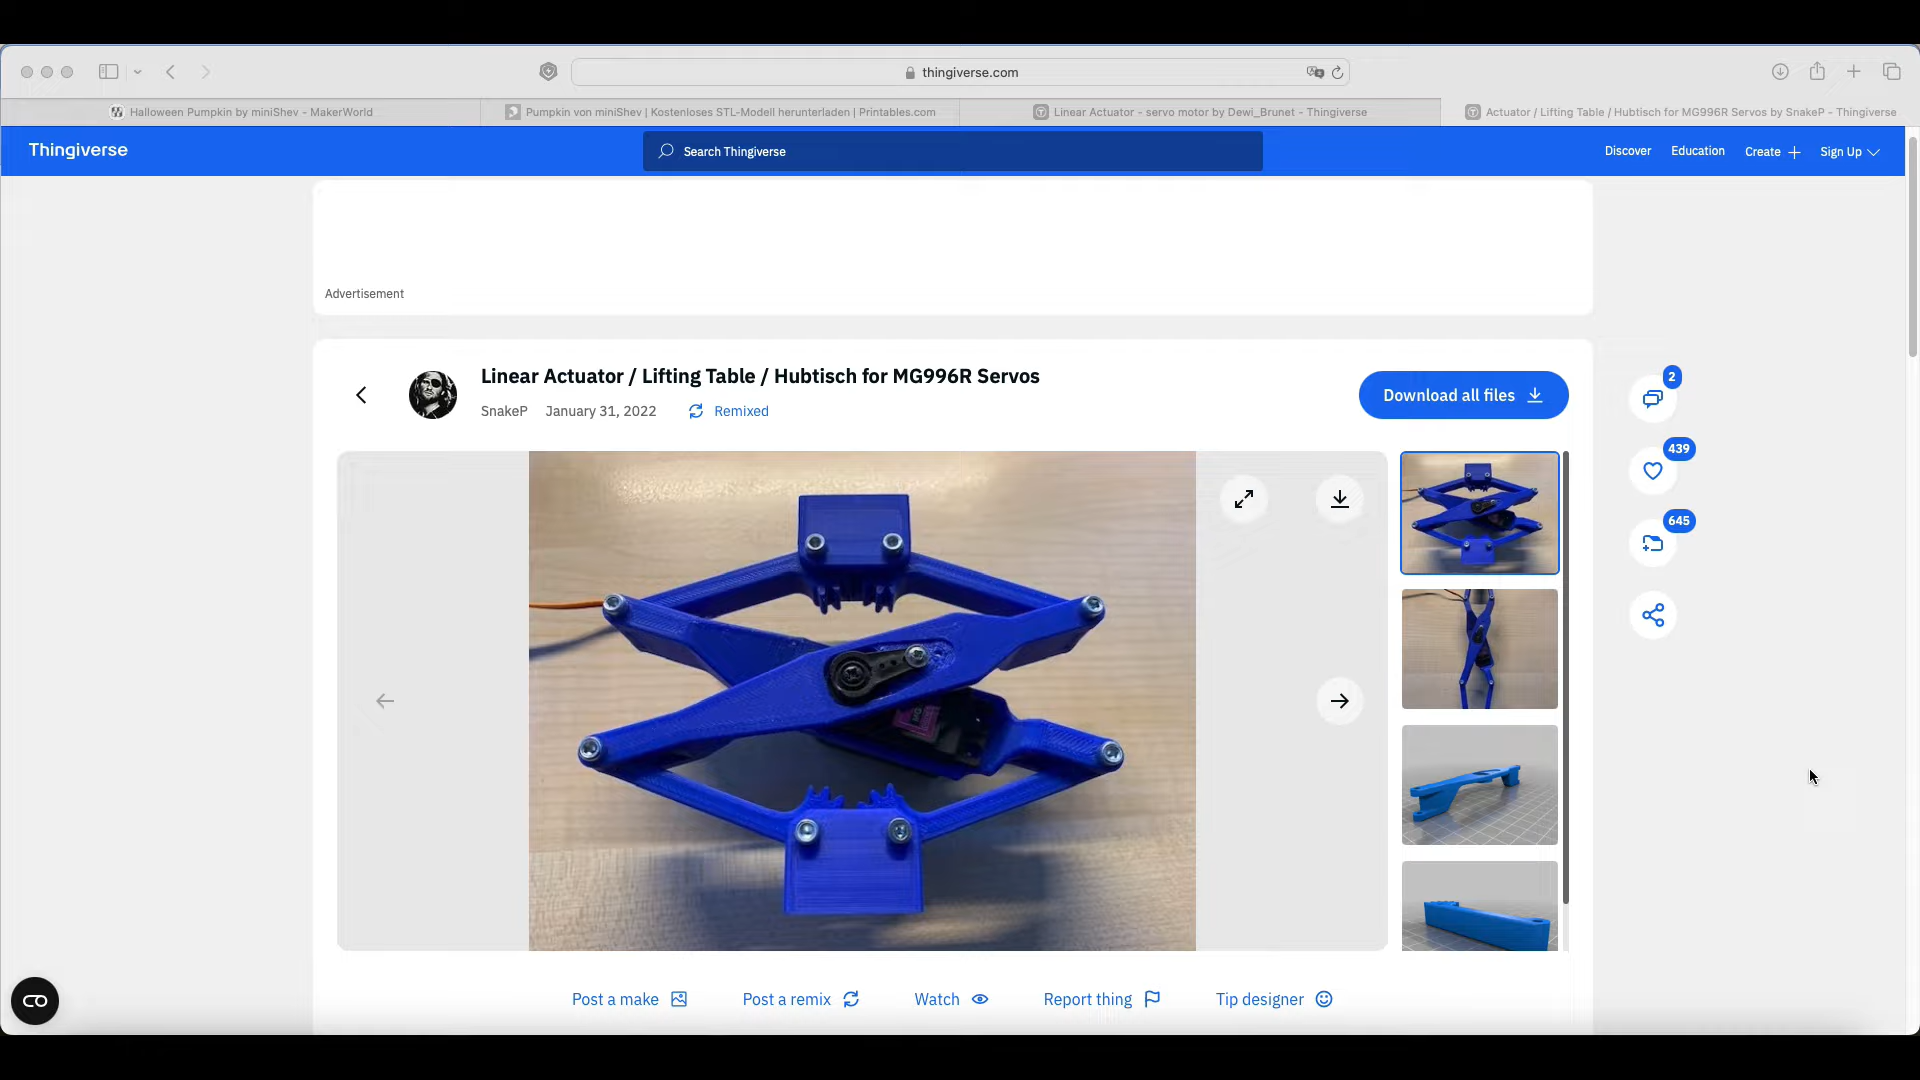 thingiverse.com
Halloween Pumpkin by miniShev - MakerWorld
Pumpkin von miniShev | Kostenloses STL-Modell herunterladen | Printables.com
Linear Actuator - servo motor by Dewi_Brunet - Thingiverse
Actuator / Lifting Table / Hubtisch for MG996R Servos by SnakeP - Thingiverse
Thingiverse
Search Thingiverse
Discover
Education
Create
Sign Up
Advertisement
Linear Actuator / Lifting Table / Hubtisch for MG996R Servos
SnakeP January 31, 2022 Remixed
Download all files
2
439
645
Post a make
Post a remix
Watch
Report thing
Tip designer